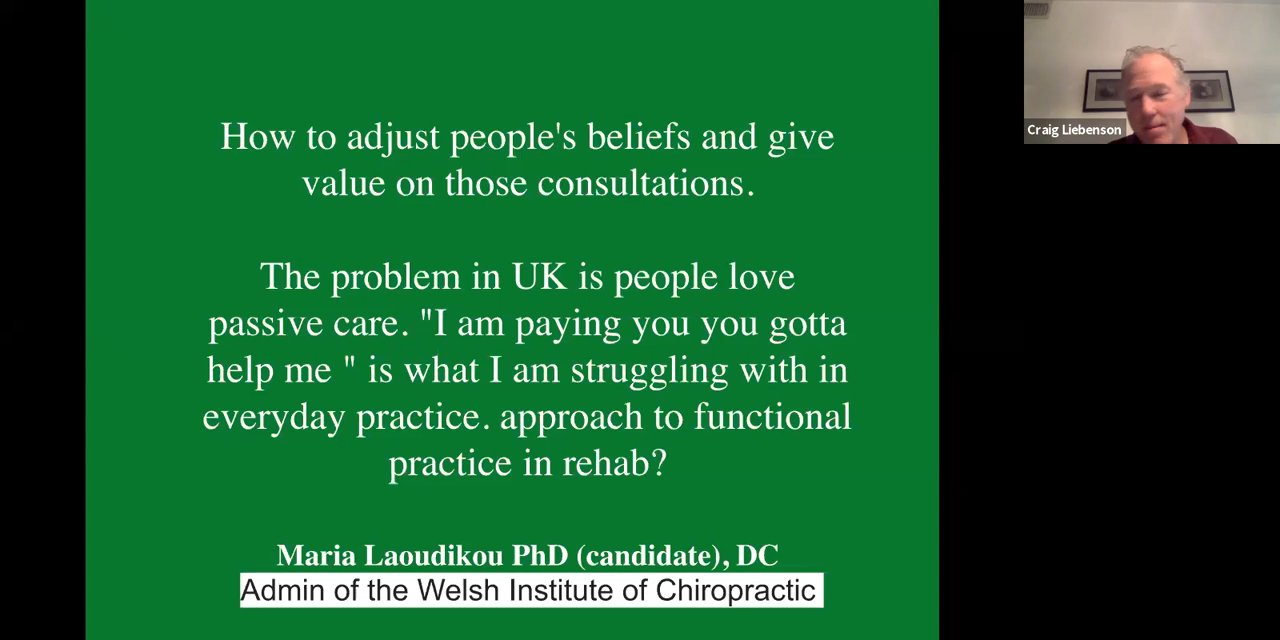 How to adjust people's beliefs and give
value on those consultations.
The problem in UK is people love
passive care. "I am paying you you gotta
help me " is what I am struggling with in
everyday practice. approach to functional
practice in rehab?
Maria Laoudikou PhD (candidate), DC
Admin of the Welsh Institute of Chiropractic
Craig Liebenson